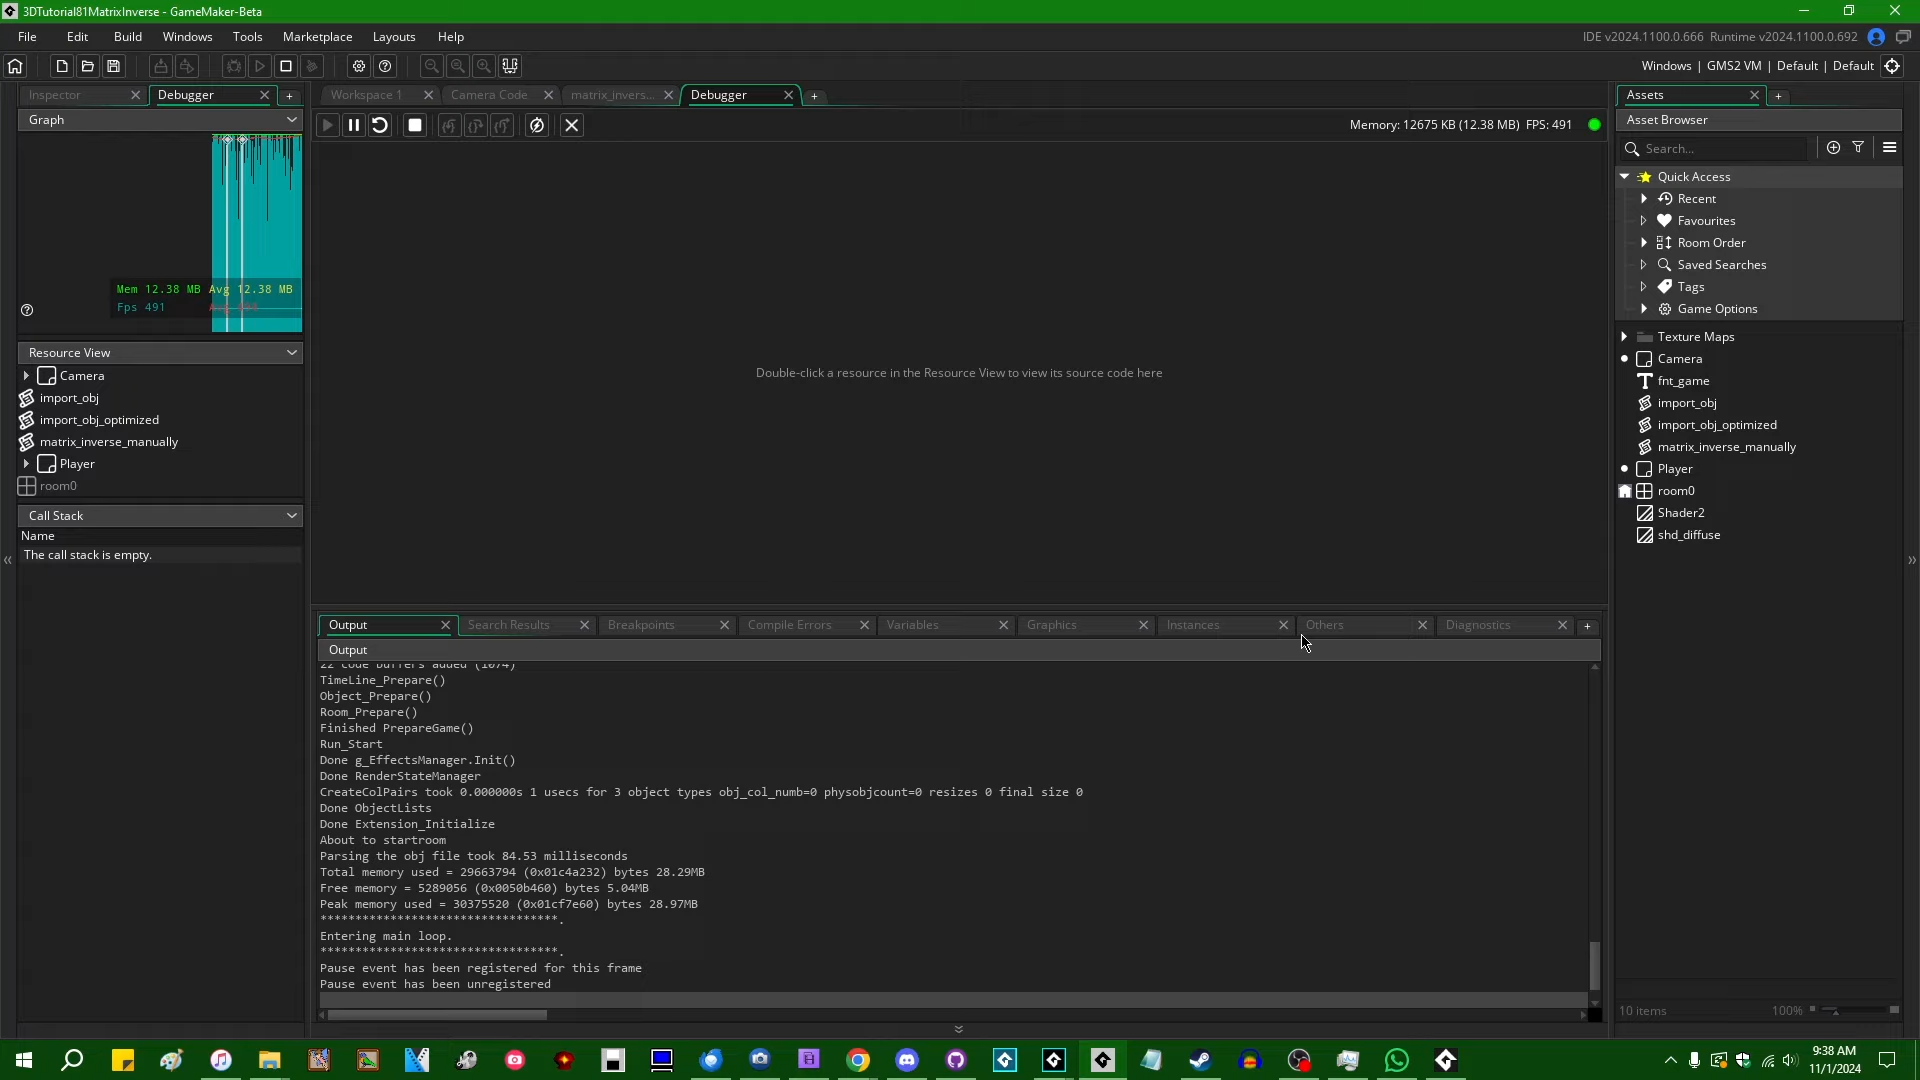 3DTutorial81MatrixInverse - GameMaker-Beta
File Edit Build Windows Tools Marketplace Layouts Help
IDE v2024.1100.0.666 Runtime v2024.1100.0.692
Windows | GMS2 VM | Default | Default
Inspector
Debugger
Workspace 1
Camera Code
matrix_invers...
Debugger
Assets
Graph
Memory: 12675 KB (12.38 MB) FPS: 491
Asset Browser
Search...
Mem 12.38 MB Avg 12.38 MB
Fps 491
Quick Access
Recent
Favourites
Room Order
Saved Searches
Tags
Game Options
Texture Maps
Camera
fnt_game
import_obj
import_obj_optimized
matrix_inverse_manually
Player
room0
Shader2
shd_diffuse
10 items
100%
Resource View
Camera
import_obj
import_obj_optimized
matrix_inverse_manually
Player
room0
Call Stack
Name
The call stack is empty.
Double-click a resource in the Resource View to view its source code here
Output Search Results Breakpoints Compile Errors Variables Graphics Instances Others Diagnostics
Output
22 code buffers added (1074)
TimeLine_Prepare()
Object_Prepare()
Room_Prepare()
Finished PrepareGame()
Run_Start
Done g_EffectsManager.Init()
Done RenderStateManager
CreateColPairs took 0.000000s 1 usecs for 3 object types obj_col_numb=0 physobjcount=0 resizes 0 final size 0
Done ObjectLists
Done Extension_Initialize
About to startroom
Parsing the obj file took 84.53 milliseconds
Total memory used = 29663794 (0x01c4a232) bytes 28.29MB
Free memory = 5289056 (0x0050b460) bytes 5.04MB
Peak memory used = 30375520 (0x01cf7e60) bytes 28.97MB
**********************************.
Entering main loop.
**********************************.
Pause event has been registered for this frame
Pause event has been unregistered
9:38 AM
11/1/2024